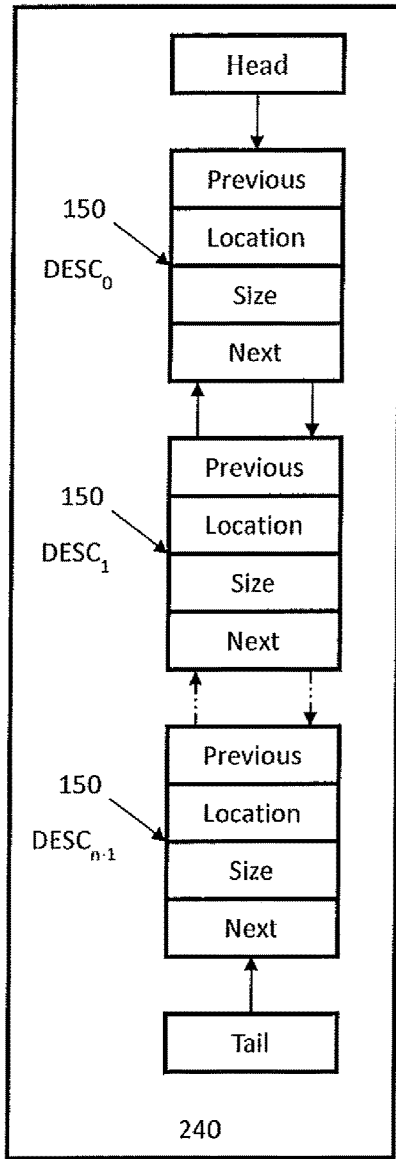 Head
Previous
150
Location
DESC0
Size
Next
Previous
150
Location
DESC1
Size
Next
Previous
150
Location
DESCn-1
Size
Next
Tail
240